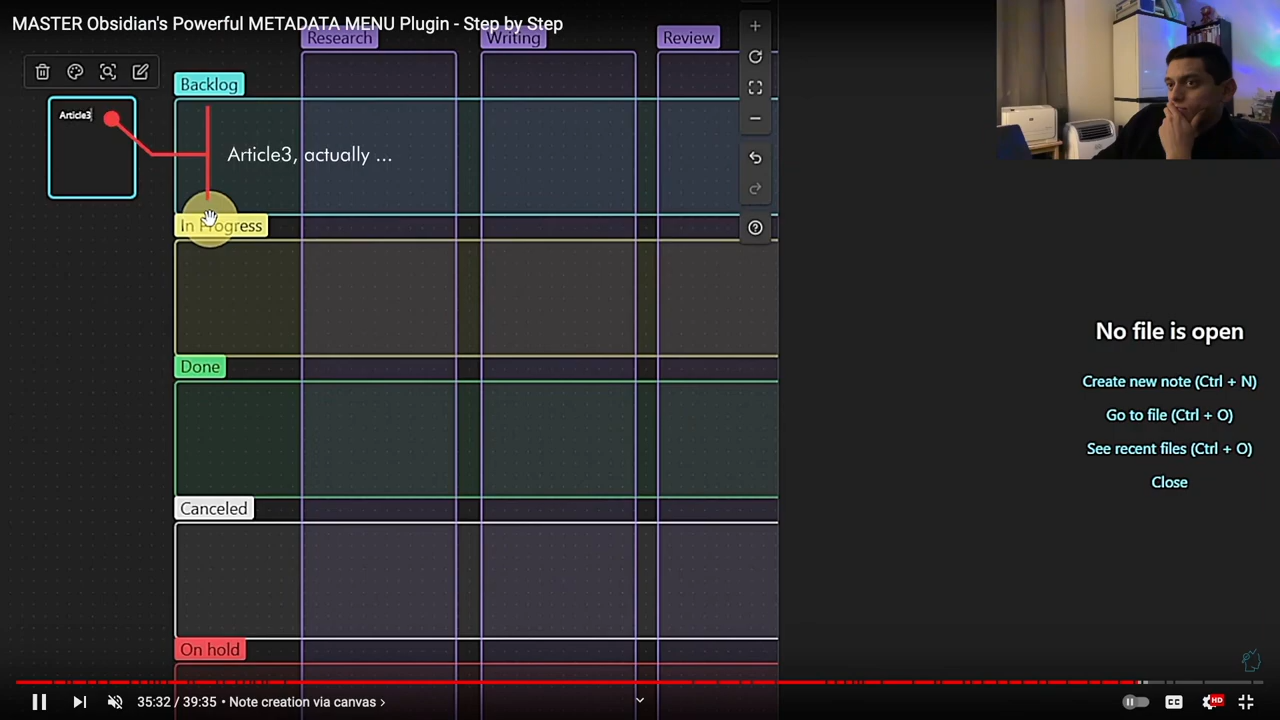 MASTER Obsidian's Powerful METADATA MENU Plugin - Step by Step
Research
Writing
Review
Backlog
Article3
Article3, actually ...
In Progress
Done
Canceled
On hold
No file is open
Create new note (Ctrl + N)
Go to file (Ctrl + O)
See recent files (Ctrl + O)
Close
35:32 / 39:35 • Note creation via canvas >
CC
HD